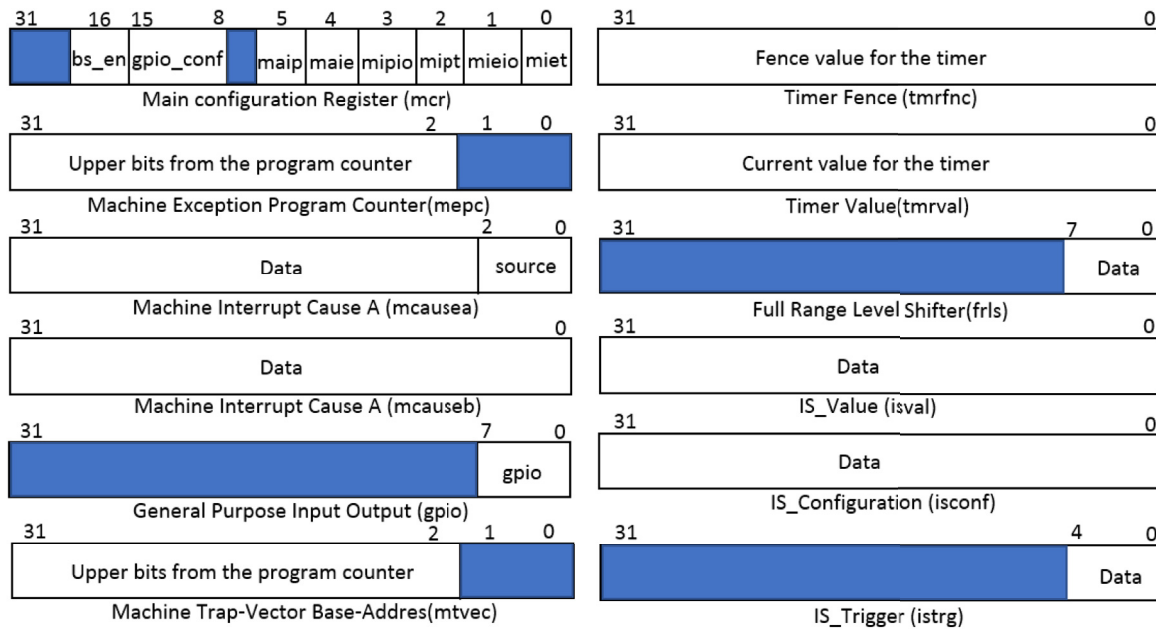 31 16 15 8 5 4 3 2 1 0
bs_en gpio_conf maip maie mipio mipt mieio miet
Main configuration Register (mcr)
31 2 1 0
Upper bits from the program counter
Machine Exception Program Counter(mepc)
31 2 0
Data source
Machine Interrupt Cause A (mcausea)
31 0
Data
Machine Interrupt Cause A (mcauseb)
31 7 0
gpio
General Purpose Input Output (gpio)
31 2 1 0
Upper bits from the program counter
Machine Trap-Vector Base-Addres(mtvec)
31 0
Fence value for the timer
Timer Fence (tmrfnc)
31 0
Current value for the timer
Timer Value(tmrval)
31 7 0
Data
Full Range Level Shifter(frls)
31 0
Data
IS_Value (isval)
31 0
Data
IS_Configuration (isconf)
31 4 0
Data
IS_Trigger (istrg)